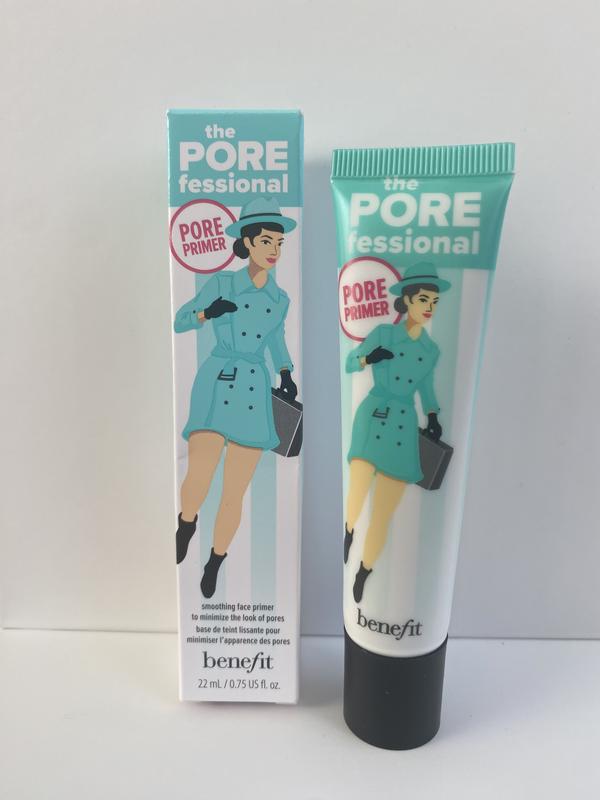 the
PORE
fessional
PORE
PRIMER
smoothing face primer
to minimize the look of pores
base de teint lissante pour
minimiser l'apparence des pores
benefit
22 mL / 0.75 US fl. oz.
the
PORE
fessional
PORE
PRIMER
benefit